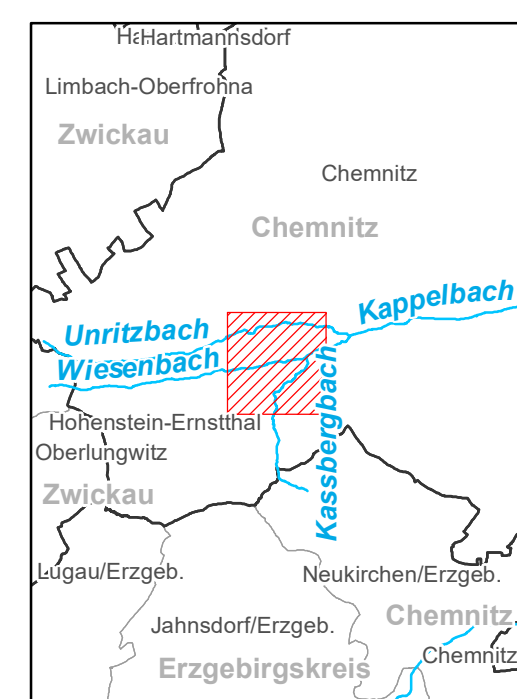 Hartmannsdorf
Limbach-Oberfrohna
Zwickau
Chemnitz
Chemnitz
Kappelbach
Unritzbach
Wiesenbach
Kassbergbach
Hohenstein-Ernstthal
Oberlungwitz
Zwickau
Lugau/Erzgeb.
Neukirchen/Erzgeb.
Chemnitz
Jahnsdorf/Erzgeb.
Chemnitz
Erzgebirgskreis